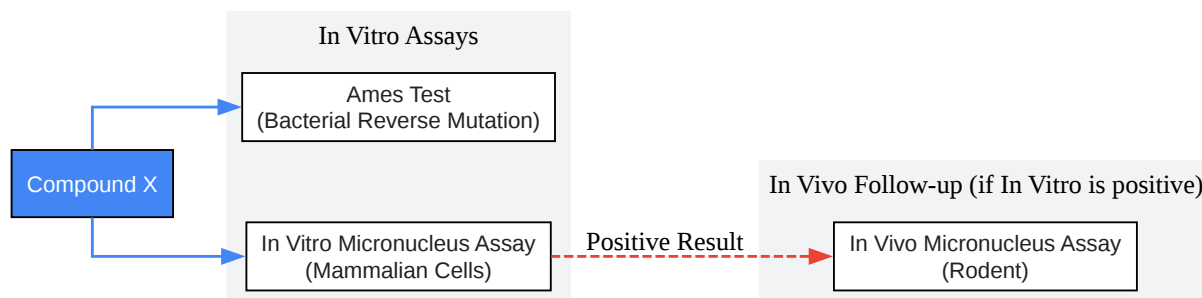 In Vitro Assays
Ames Test
(Bacterial Reverse Mutation)
Compound X
In Vivo Follow-up (if In Vitro is positive)
In Vitro Micronucleus Assay
(Mammalian Cells)
Positive Result
In Vivo Micronucleus Assay
(Rodent)